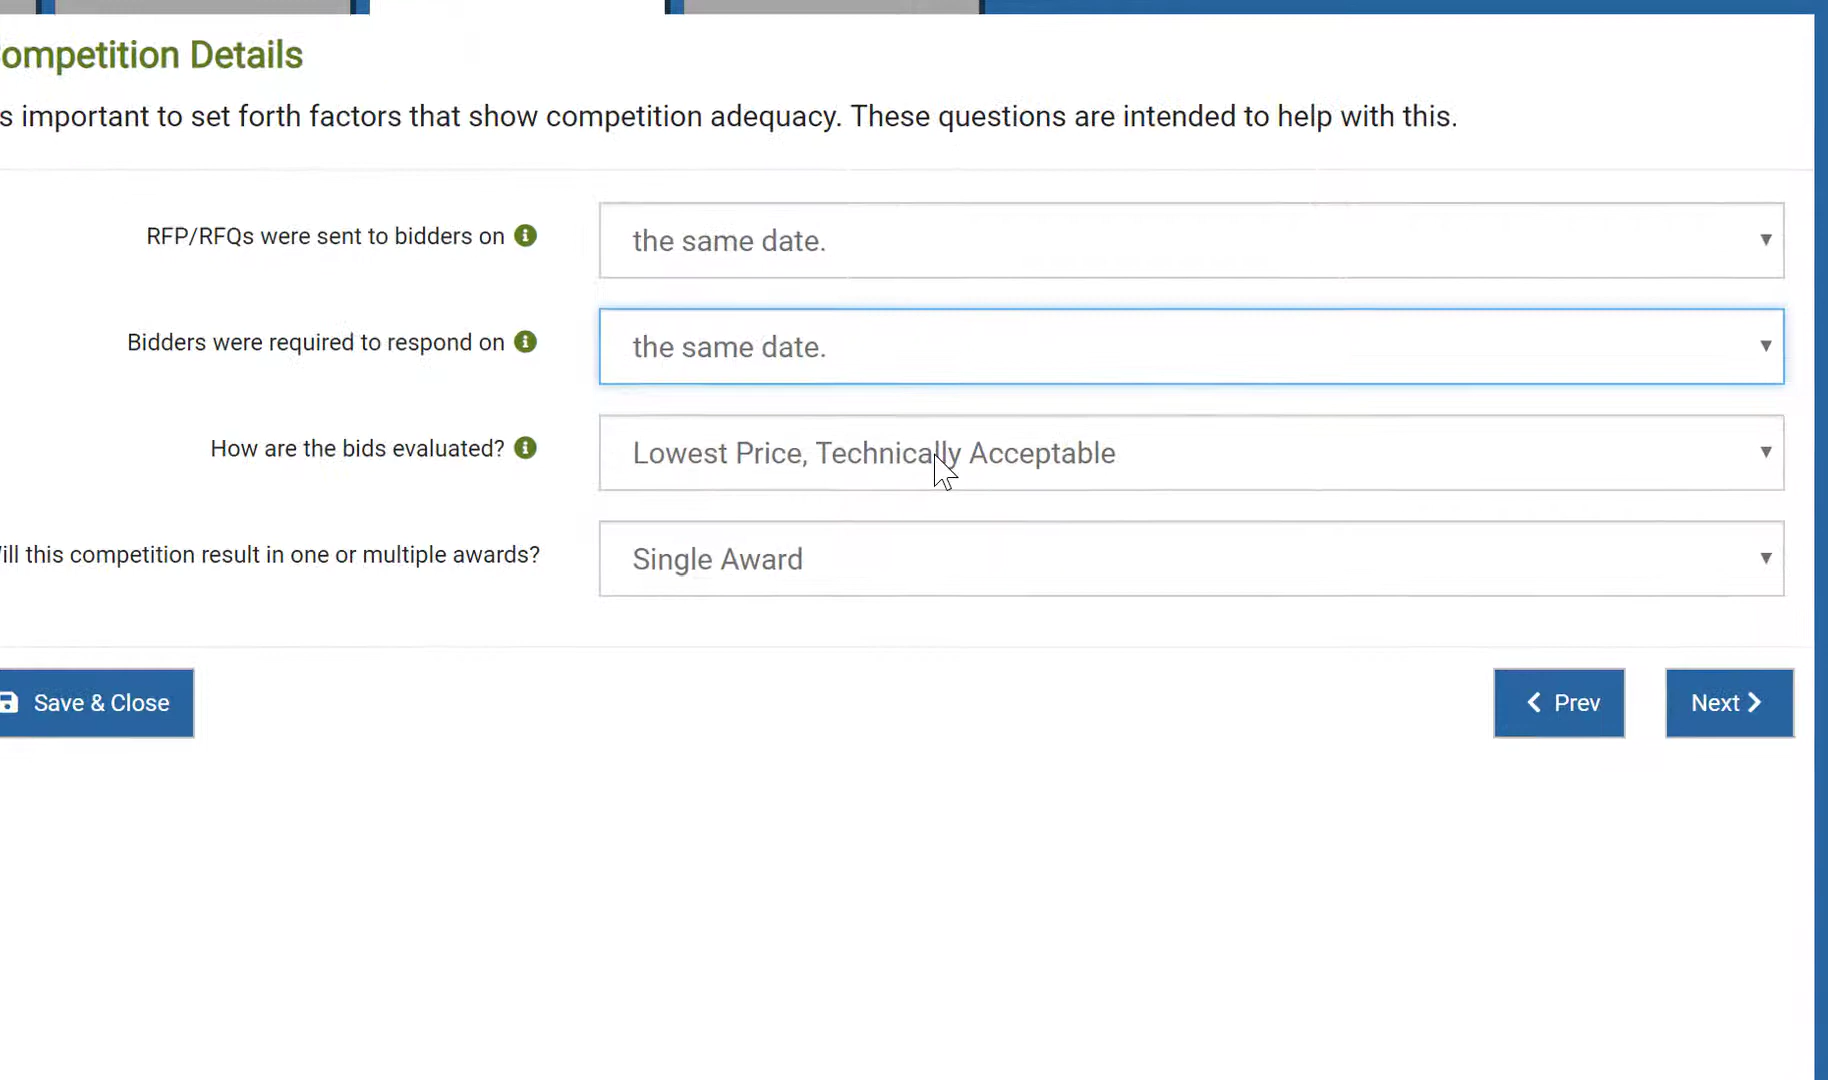 ompetition Details
s important to set forth factors that show competition adequacy. These questions are intended to help with this.
RFP/RFQs were sent to bidders on
the same date.
Bidders were required to respond on
the same date.
How are the bids evaluated?
Lowest Price, Technically Acceptable
ill this competition result in one or multiple awards?
Single Award
Save & Close
Prev
Next